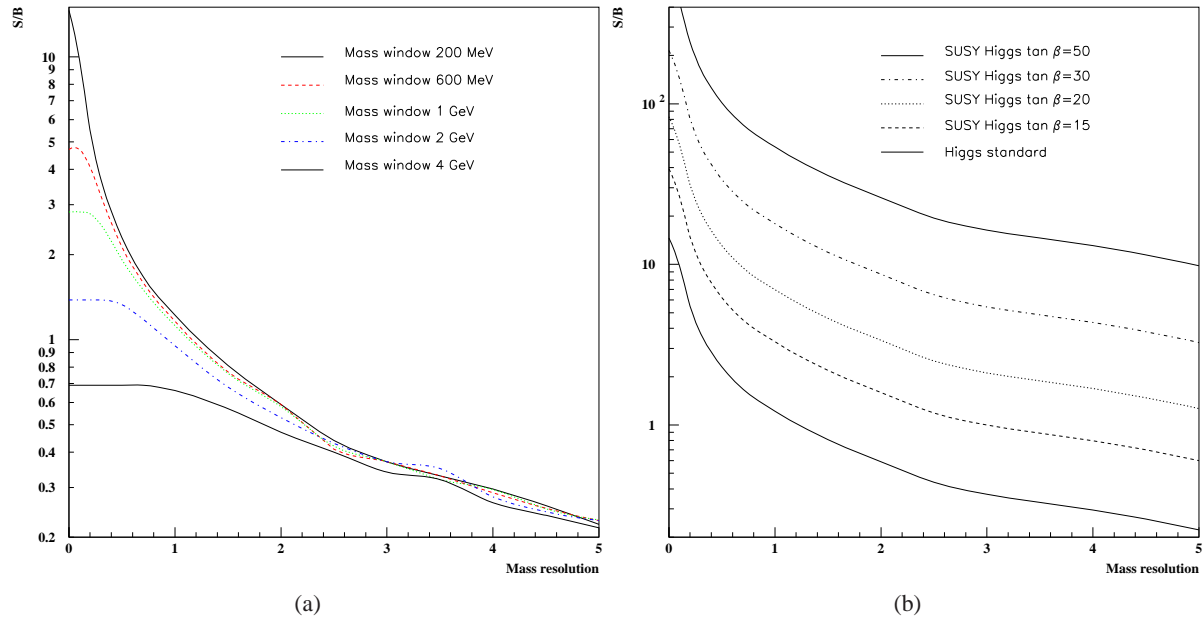 S/B
10
9
8
7
6
5
4
3
2
1
0.9
0.8
0.7
0.6
0.5
0.4
0.3
0.2
0
1
2
3
4
5
Mass resolution
Mass window 200 MeV
Mass window 600 MeV
Mass window 1 GeV
Mass window 2 GeV
Mass window 4 GeV
(a)
S/B
10 2
10
1
0
1
2
3
4
5
Mass resolution
SUSY Higgs tan β=50
SUSY Higgs tan β=30
SUSY Higgs tan β=20
SUSY Higgs tan β=15
Higgs standard
(b)